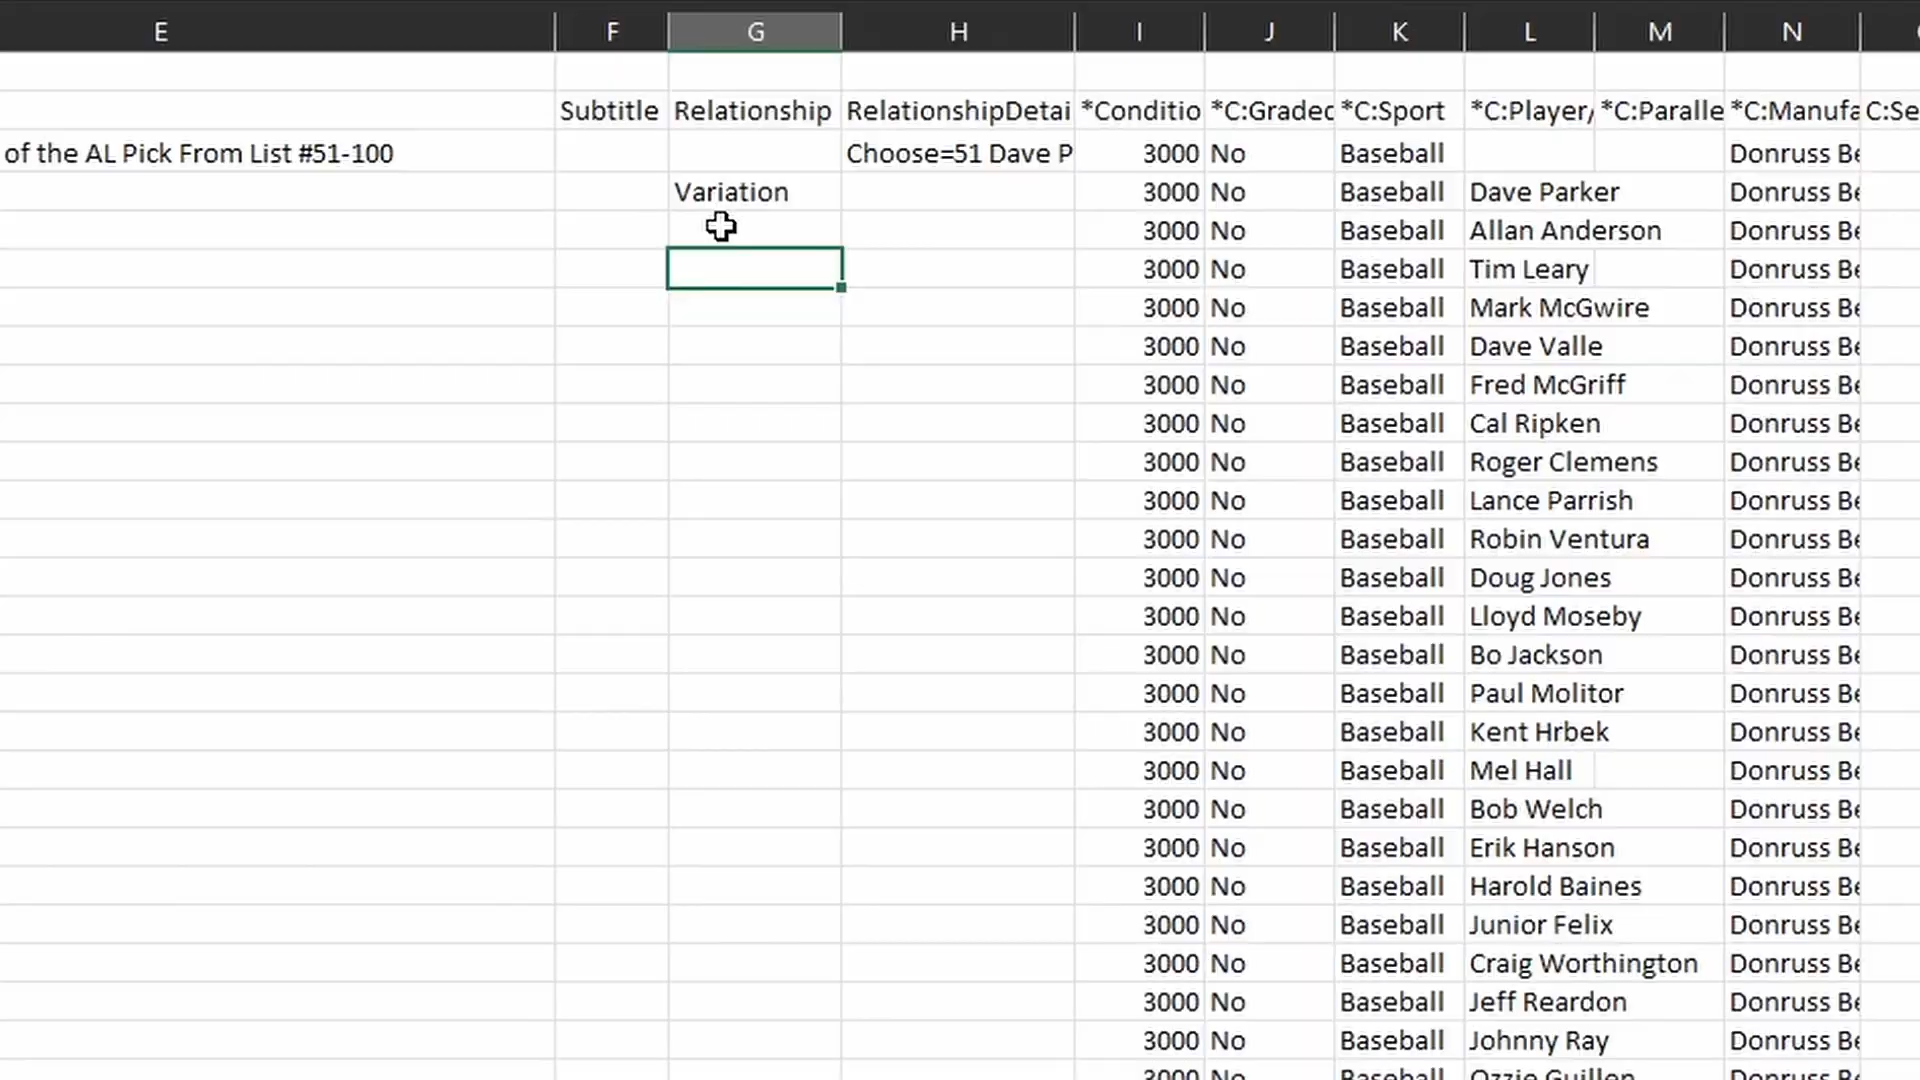 E F G H I J K L M N
Subtitle Relationship RelationshipDetai *Conditio *C:Graded *C:Sport *C:Player/ *C:Paralle *C:Manufa C:Se
of the AL Pick From List #51-100 Choose=51 Dave P 3000 No Baseball Donruss Be
Variation 3000 No Baseball Dave Parker Donruss Be
3000 No Baseball Allan Anderson Donruss Be
3000 No Baseball Tim Leary Donruss Be
3000 No Baseball Mark McGwire Donruss Be
3000 No Baseball Dave Valle Donruss Be
3000 No Baseball Fred McGriff Donruss Be
3000 No Baseball Cal Ripken Donruss Be
3000 No Baseball Roger Clemens Donruss Be
3000 No Baseball Lance Parrish Donruss Be
3000 No Baseball Robin Ventura Donruss Be
3000 No Baseball Doug Jones Donruss Be
3000 No Baseball Lloyd Moseby Donruss Be
3000 No Baseball Bo Jackson Donruss Be
3000 No Baseball Paul Molitor Donruss Be
3000 No Baseball Kent Hrbek Donruss Be
3000 No Baseball Mel Hall Donruss Be
3000 No Baseball Bob Welch Donruss Be
3000 No Baseball Erik Hanson Donruss Be
3000 No Baseball Harold Baines Donruss Be
3000 No Baseball Junior Felix Donruss Be
3000 No Baseball Craig Worthington Donruss Be
3000 No Baseball Jeff Reardon Donruss Be
3000 No Baseball Johnny Ray Donruss Be
3000 No Baseball Ozzie Guillen Donruss Be